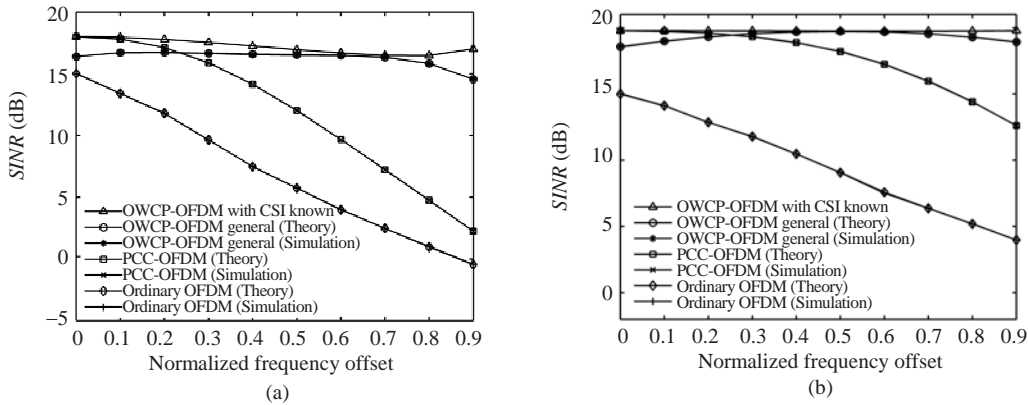 20
15
10
5
0
–5
SINR (dB)
OWCP-OFDM with CSI known
OWCP-OFDM general (Theory)
OWCP-OFDM general (Simulation)
PCC-OFDM (Theory)
PCC-OFDM (Simulation)
Ordinary OFDM (Theory)
Ordinary OFDM (Simulation)
0 0.1 0.2 0.3 0.4 0.5 0.6 0.7 0.8 0.9
Normalized frequency offset
(a)
20
15
10
5
0
SINR (dB)
OWCP-OFDM with CSI known
OWCP-OFDM general (Theory)
OWCP-OFDM general (Simulation)
PCC-OFDM (Theory)
PCC-OFDM (Simulation)
Ordinary OFDM (Theory)
Ordinary OFDM (Simulation)
0 0.1 0.2 0.3 0.4 0.5 0.6 0.7 0.8 0.9
Normalized frequency offset
(b)